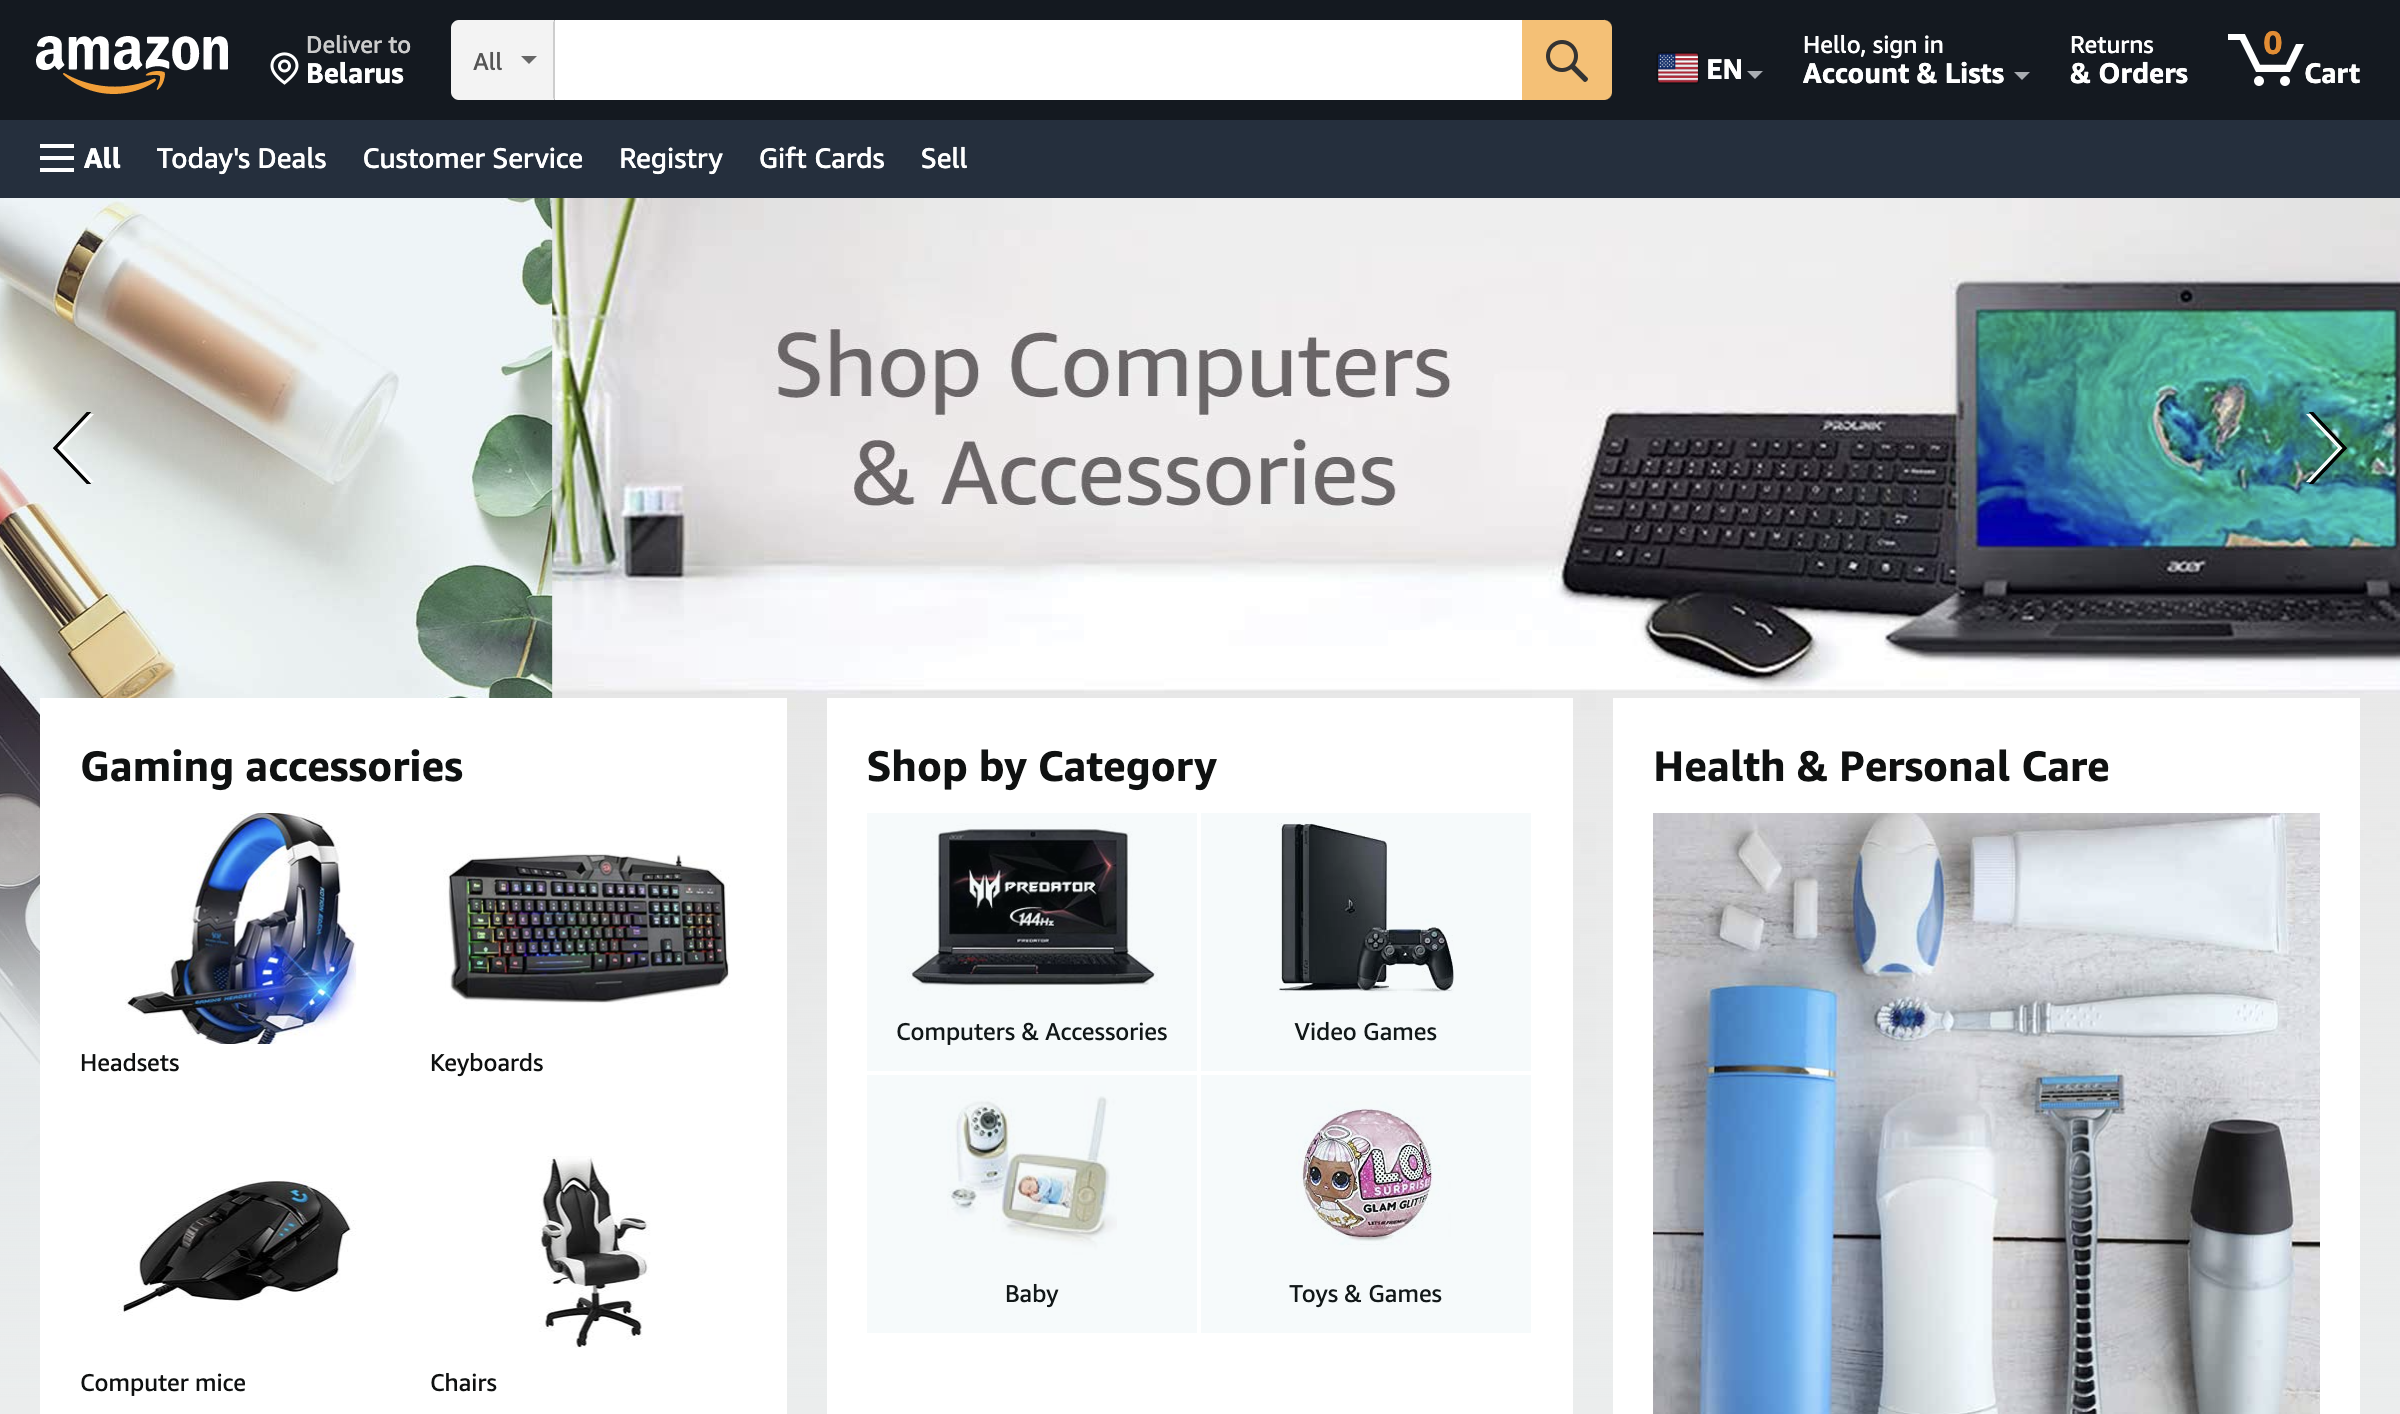 amazon
Deliver to
Belarus
All
EN
Hello, sign in
Account & Lists
Returns
& Orders
0
Cart
All
Today's Deals
Customer Service
Registry
Gift Cards
Sell
Shop Computers
& Accessories
PROLINK
acer
Gaming accessories
Headsets
Keyboards
Computer mice
Chairs
Shop by Category
PREDATOR
144Hz
PREDATOR
Computers & Accessories
Video Games
Baby
LOL
SURPRISE
GLAM GLITTER
Toys & Games
Health & Personal Care